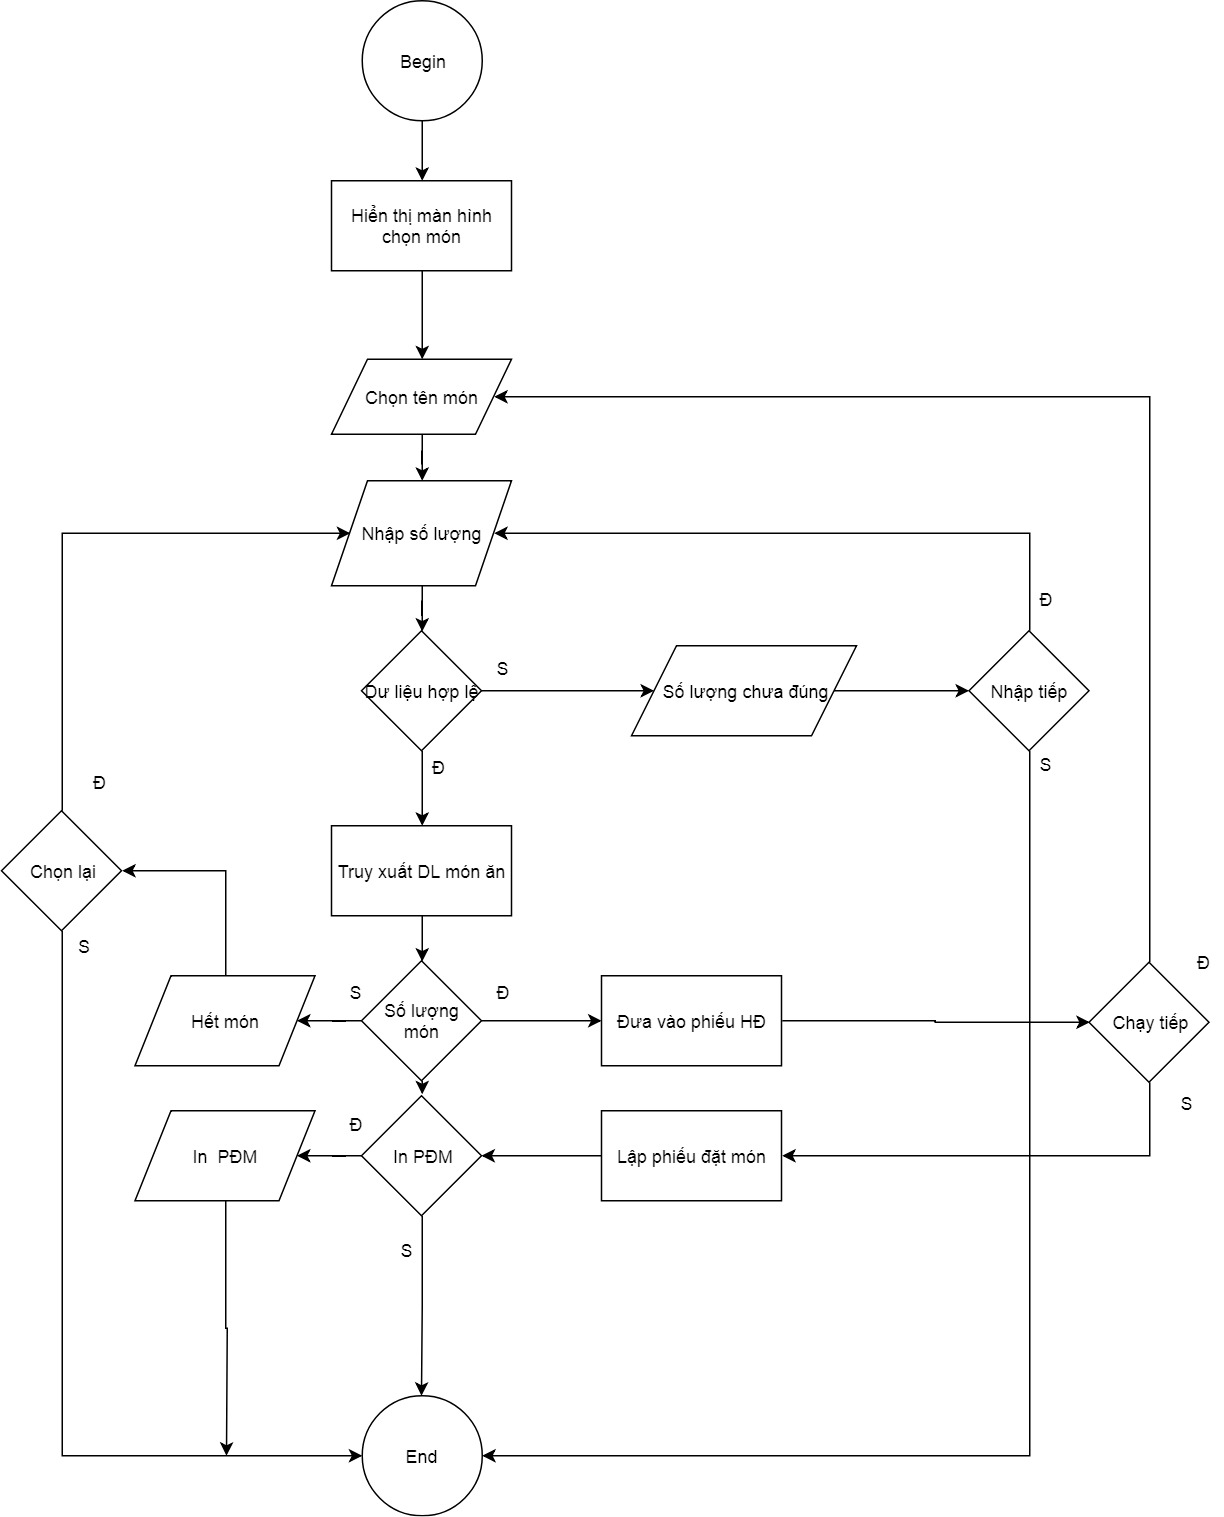 Begin
Hiển thị màn hình
chọn món
Chọn tên món
Nhập số lượng
Đ
Dư liệu hợp lệ
S
Số lượng chưa đúng
Nhập tiếp
Đ
S
Đ
Truy xuất DL món ăn
Chọn lại
S
Hết món
S
Số lượng
món
Đ
Đưa vào phiếu HĐ
Chạy tiếp
Đ
S
In  PĐM
Đ
In PĐM
Lập phiếu đặt món
S
End